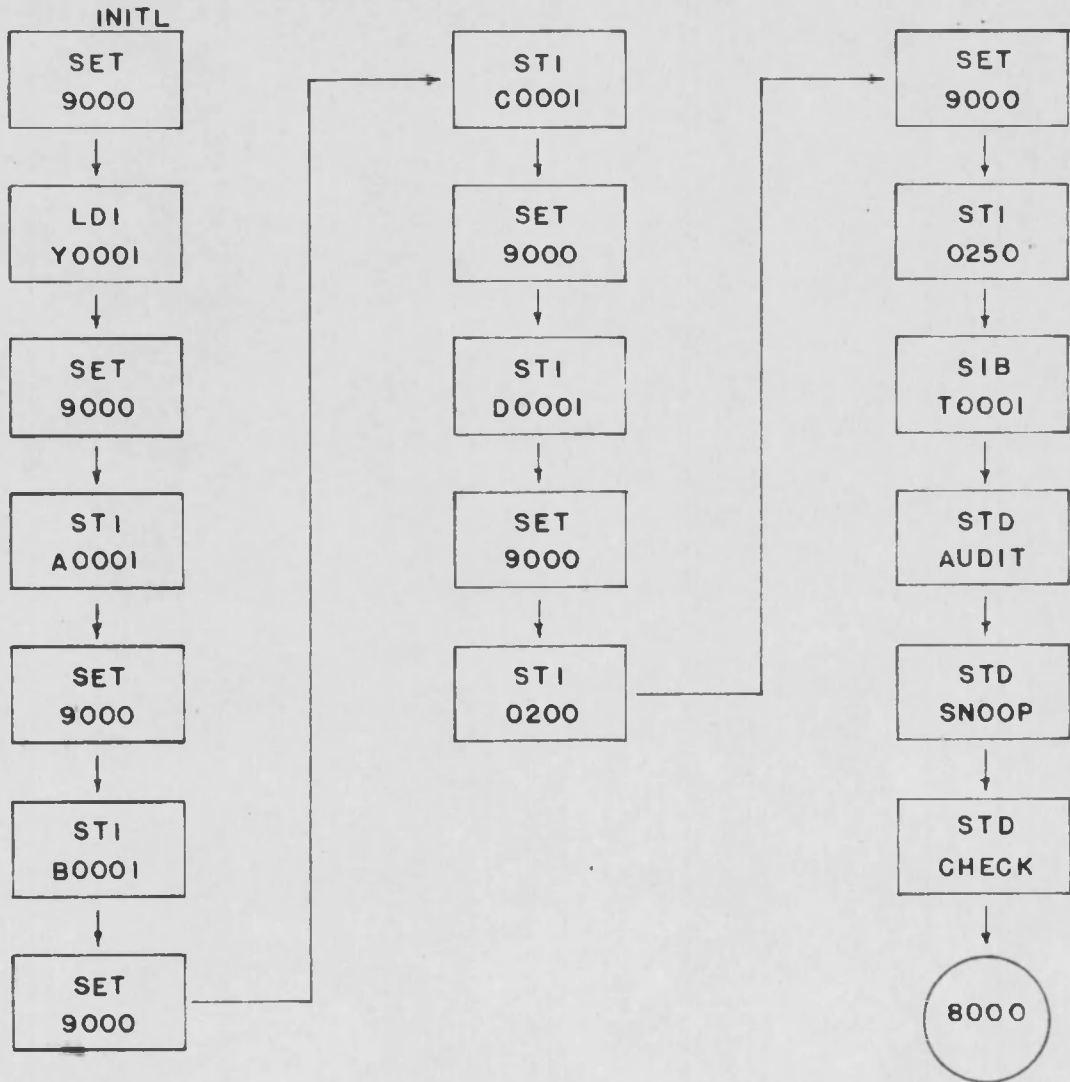 INITL
SET
9000
LDI
Y0001
SET
9000
STI
A0001
SET
9000
STI
B0001
SET
9000
STI
C0001
SET
9000
STI
D0001
SET
9000
STI
0200
SET
9000
STI
0250
SIB
T0001
STD
AUDIT
STD
SNOOP
STD
CHECK
8000